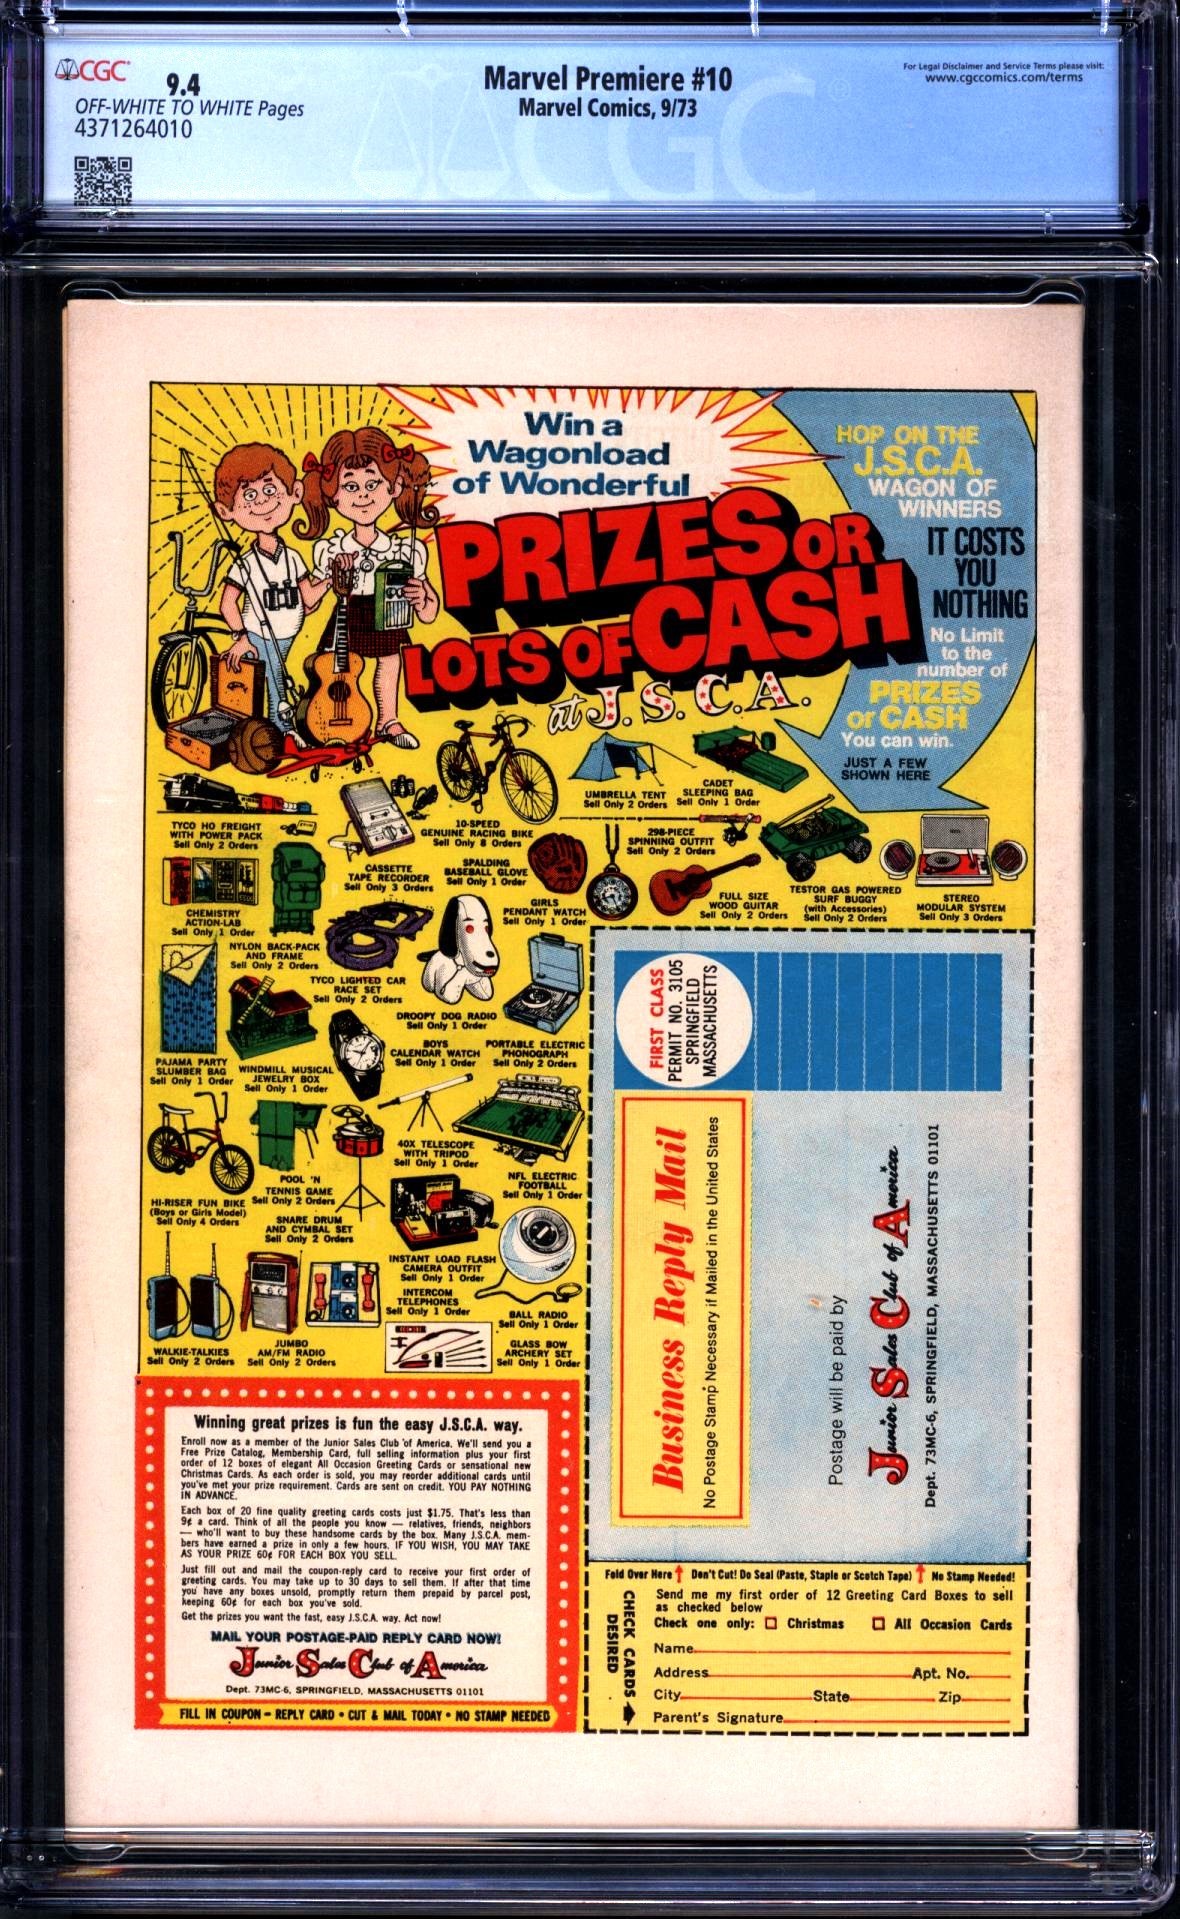 CGC
9.4
OFF-WHITE TO WHITE Pages
4371264010
Marvel Premiere #10
Marvel Comics, 9/73
For Legal Disclaimer and Service Terms please visit:
www.cgccomics.com/terms
CGC
Win a
Wagonload
of Wonderful
PRIZES OR
LOTS OF CASH
at J.S.C.A.
HOP ON THE
J.S.C.A.
WAGON OF
WINNERS
IT COSTS
YOU
NOTHING
No Limit
to the
number of
PRIZES
or CASH
You can win.
JUST A FEW
SHOWN HERE
TYCO HO FREIGHT
WITH POWER PACK
Sell Only 2 Orders
CASSETTE
TAPE RECORDER
Sell Only 3 Orders
10-SPEED
GENUINE RACING BIKE
Sell Only 8 Orders
UMBRELLA TENT
Sell Only 2 Orders
CADET
SLEEPING BAG
Sell Only 1 Order
CHEMISTRY
ACTION-LAB
Sell Only 1 Order
SPALDING
BASEBALL GLOVE
Sell Only 1 Order
298-PIECE
SPINNING OUTFIT
Sell Only 2 Orders
GIRLS
PENDANT WATCH
Sell Only 1 Order
FULL SIZE
WOOD GUITAR
Sell Only 2 Orders
TESTOR GAS POWERED
SURF BUGGY
(with Accessories)
Sell Only 2 Orders
STEREO
MODULAR SYSTEM
Sell Only 3 Orders
NYLON BACK-PACK
AND FRAME
Sell Only 2 Orders
TYCO LIGHTED CAR
RACE SET
Sell Only 2 Orders
DROOPY DOG RADIO
Sell Only 1 Order
PAJAMA PARTY
SLUMBER BAG
Sell Only 1 Order
WINDMILL MUSICAL
JEWELRY BOX
Sell Only 1 Order
BOYS
CALENDAR WATCH
Sell Only 1 Order
PORTABLE ELECTRIC
PHONOGRAPH
Sell Only 2 Orders
HI-RISER FUN BIKE
(Boys or Girls Model)
Sell Only 4 Orders
POOL 'N
TENNIS GAME
Sell Only 2 Orders
40X TELESCOPE
WITH TRIPOD
Sell Only 1 Order
NFL ELECTRIC
FOOTBALL
Sell Only 1 Order
SNARE DRUM
AND CYMBAL SET
Sell Only 2 Orders
INSTANT LOAD FLASH
CAMERA OUTFIT
Sell Only 1 Order
INTERCOM
TELEPHONES
Sell Only 1 Order
BALL RADIO
Sell Only 1 Order
WALKIE-TALKIES
Sell Only 2 Orders
JUMBO
AM/FM RADIO
Sell Only 2 Orders
GLASS BOW
ARCHERY SET
Sell Only 1 Order
FIRST CLASS
PERMIT NO. 3105
SPRINGFIELD
MASSACHUSETTS
Business Reply Mail
No Postage Stamp Necessary if Mailed in the United States
Postage will be paid by
Junior Sales Club of America
Dept. 73MC-6, SPRINGFIELD, MASSACHUSETTS 01101
Winning great prizes is fun the easy J.S.C.A. way.
Enroll now as a member of the Junior Sales Club of America. We'll send you a
Free Prize Catalog, Membership Card, full selling information plus your first
order of 12 boxes of elegant All Occasion Greeting Cards or sensational new
Christmas Cards. As each order is sold, you may reorder additional cards until
you've met your prize requirement. Cards are sent on credit. YOU PAY NOTHING
IN ADVANCE.
Each box of 20 fine quality greeting cards costs just $1.75. That's less than
9¢ a card. Think of all the people you know — relatives, friends, neighbors
— who'll want to buy these handsome cards by the box. Many J.S.C.A. mem-
bers have earned a prize in only a few hours. IF YOU WISH, YOU MAY TAKE
AS YOUR PRIZE 60¢ FOR EACH BOX YOU SELL.
Just fill out and mail the coupon-reply card to receive your first order of
greeting cards. You may take up to 30 days to sell them. If after that time
you have any boxes unsold, promptly return them prepaid by parcel post,
keeping 60¢ for each box you've sold.
Get the prizes you want the fast, easy J.S.C.A. way. Act now!
MAIL YOUR POSTAGE-PAID REPLY CARD NOW!
Junior Sales Club of America
Dept. 73MC-6, SPRINGFIELD, MASSACHUSETTS 01101
FILL IN COUPON – REPLY CARD • CUT & MAIL TODAY • NO STAMP NEEDED
Fold Over Here Don't Cut! Do Seal (Paste, Staple or Scotch Tape) No Stamp Needed!
CHECK CARDS
DESIRED
Send me my first order of 12 Greeting Card Boxes to sell
as checked below
Check one only: Christmas All Occasion Cards
Name
Address Apt. No.
City State Zip
Parent's Signature